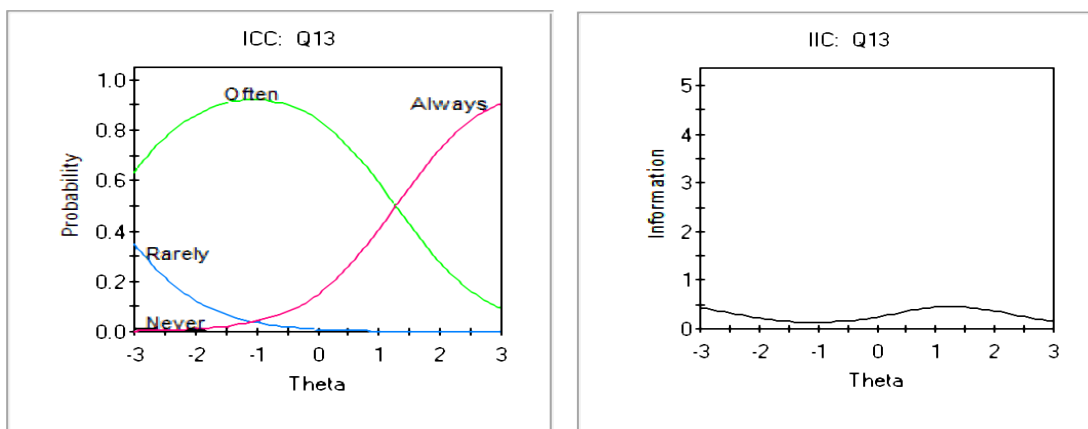 ICC: Q13
1.0
0.8
0.6
0.4
0.2
0.0
Probability
Often
Always
Rarely
Never
-3 -2 -1 0 1 2 3
Theta
IIC: Q13
5
4
3
2
1
0
Information
-3 -2 -1 0 1 2 3
Theta